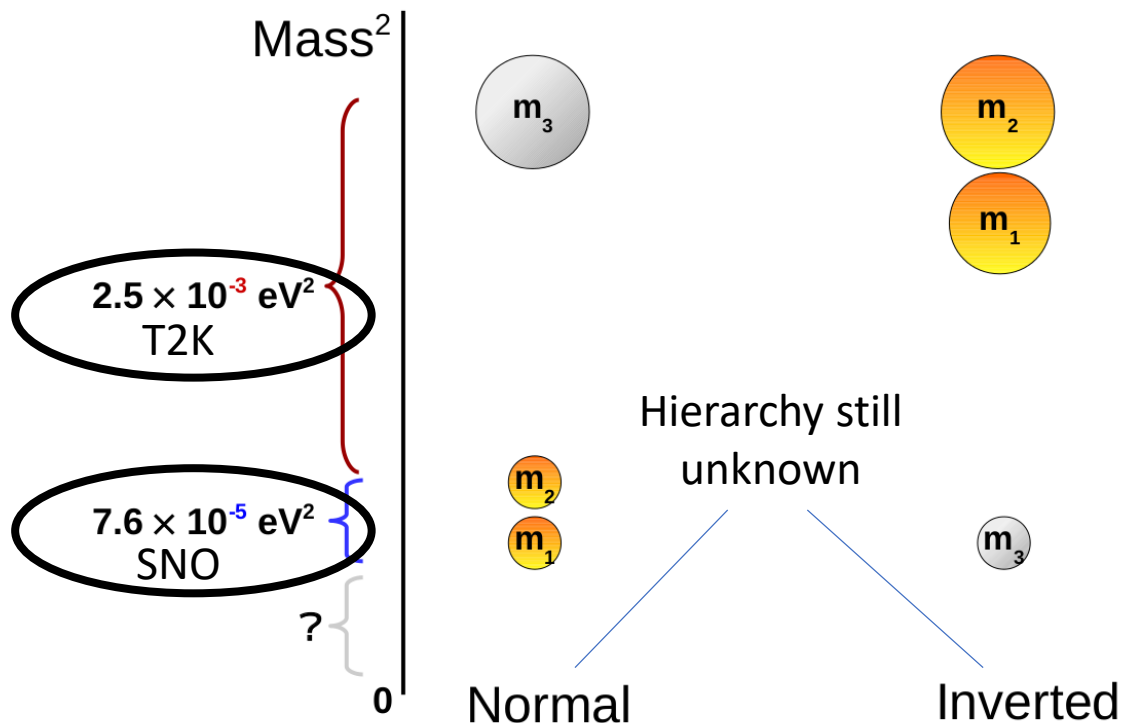 Mass²
m₃
m₂
m₁
2.5 × 10⁻³ eV²
T2K
Hierarchy still
unknown
m₂
m₁
7.6 × 10⁻⁵ eV²
SNO
m₃
?
0
Normal
Inverted